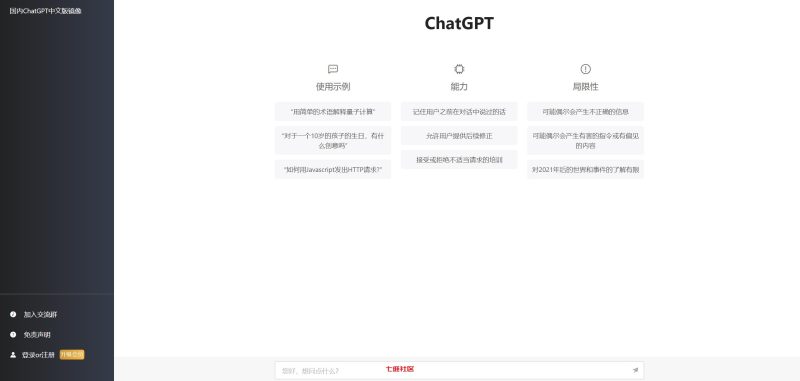 国内ChatGPT中文版镜像
ChatGPT
使用示例
"用简单的术语解释量子计算"
"对于一个10岁的孩子的生日，有什么创意吗"
"如何用Javascript发出HTTP请求?"
能力
记住用户之前在对话中说过的话
允许用户提供后续修正
接受或拒绝不适当请求的培训
局限性
可能偶尔会产生不正确的信息
可能偶尔会产生有害的指令或有偏见
的内容
对2021年后的世界和事件的了解有限
加入交流群
免责声明
登录or注册
升级会员
您好，想问点什么?